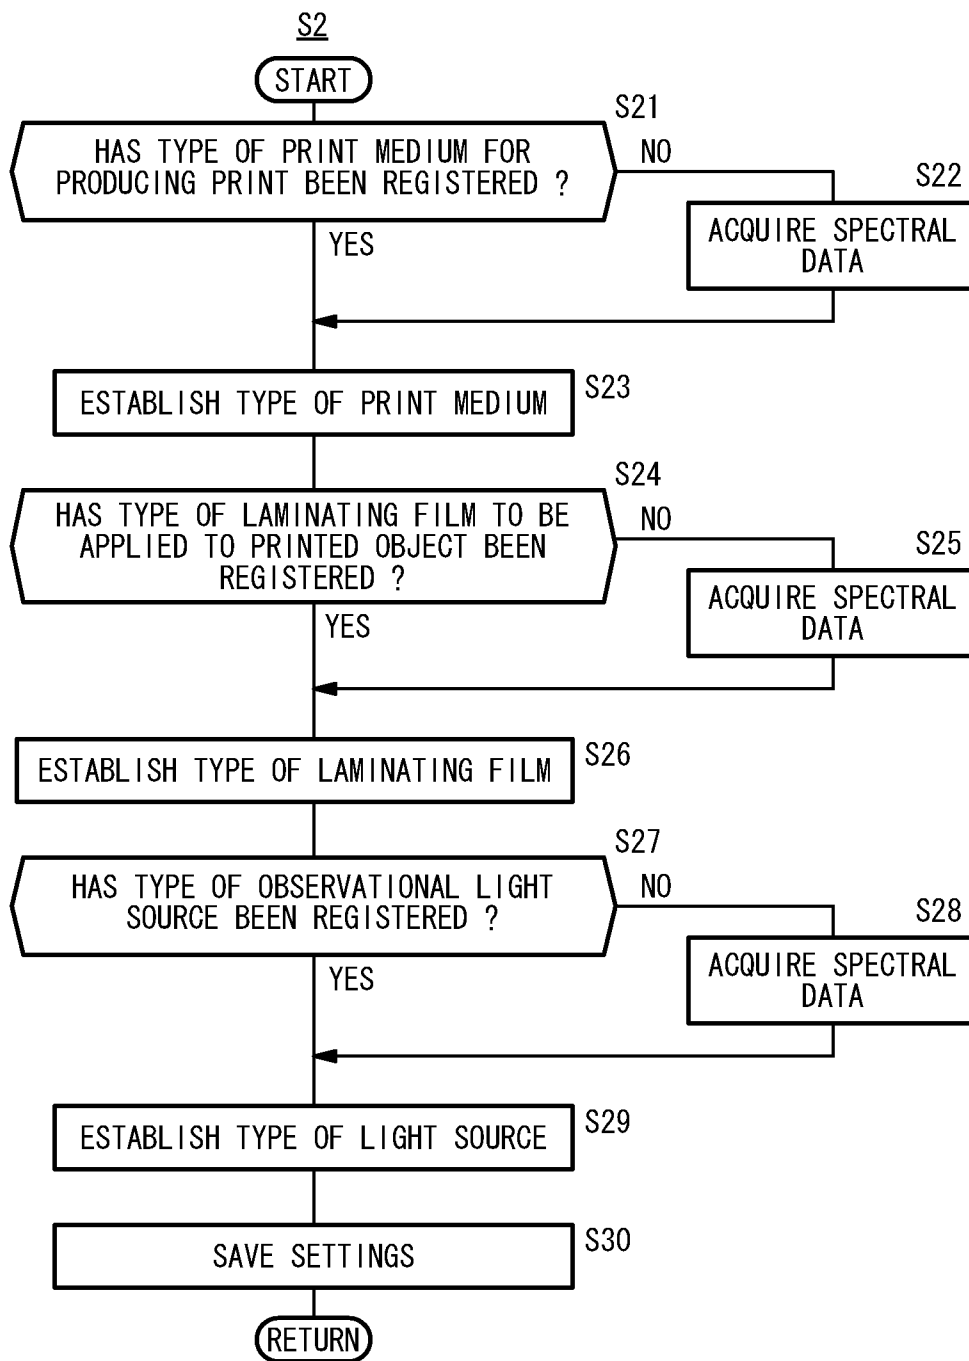 S2
START
S21
HAS TYPE OF PRINT MEDIUM FOR
PRODUCING PRINT BEEN REGISTERED ?
NO
YES
S22
ACQUIRE SPECTRAL
DATA
ESTABLISH TYPE OF PRINT MEDIUM
S23
S24
HAS TYPE OF LAMINATING FILM TO BE
APPLIED TO PRINTED OBJECT BEEN
REGISTERED ?
NO
YES
S25
ACQUIRE SPECTRAL
DATA
ESTABLISH TYPE OF LAMINATING FILM
S26
S27
HAS TYPE OF OBSERVATIONAL LIGHT
SOURCE BEEN REGISTERED ?
NO
YES
S28
ACQUIRE SPECTRAL
DATA
ESTABLISH TYPE OF LIGHT SOURCE
S29
SAVE SETTINGS
S30
RETURN